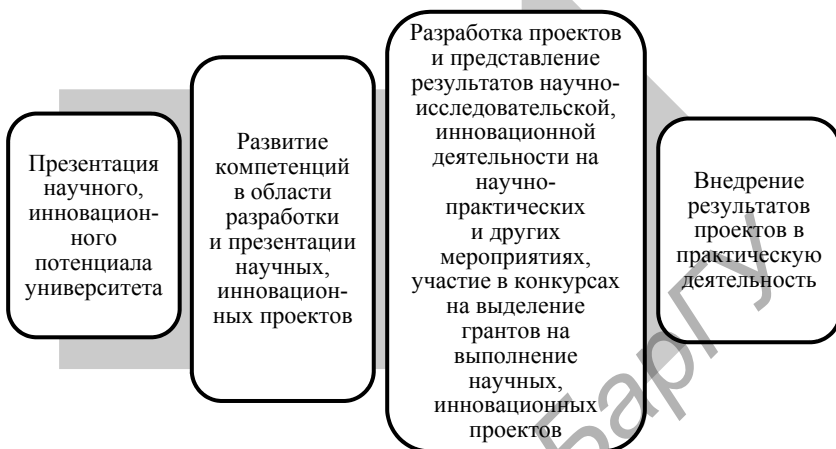 Презентация
научного,
инновацион-
ного
потенциала
университета
Развитие
компетенций
в области
разработки
и презентации
научных,
инновацион-
ных проектов
Разработка проектов
и представление
результатов научно-
исследовательской,
инновационной
деятельности на
научно-
практических
и других
мероприятиях,
участие в конкурсах
на выделение
грантов на
выполнение
научных,
инновационных
проектов
Внедрение
результатов
проектов в
практическую
деятельность
БарГУ